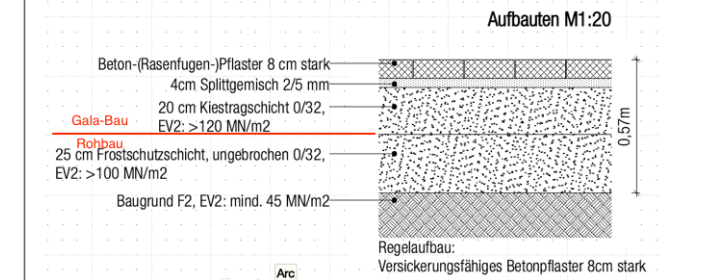 Aufbauten M1:20
Beton-(Rasenfugen-)Pflaster 8 cm stark
4cm Splittgemisch 2/5 mm
20 cm Kiestragschicht 0/32,
EV2: >120 MN/m2
Gala-Bau
Rohbau
25 cm Frostschutzschicht, ungebrochen 0/32,
EV2: >100 MN/m2
Baugrund F2, EV2: mind. 45 MN/m2
0,57m
Regelaufbau:
Versickerungsfähiges Betonpflaster 8cm stark
Arc